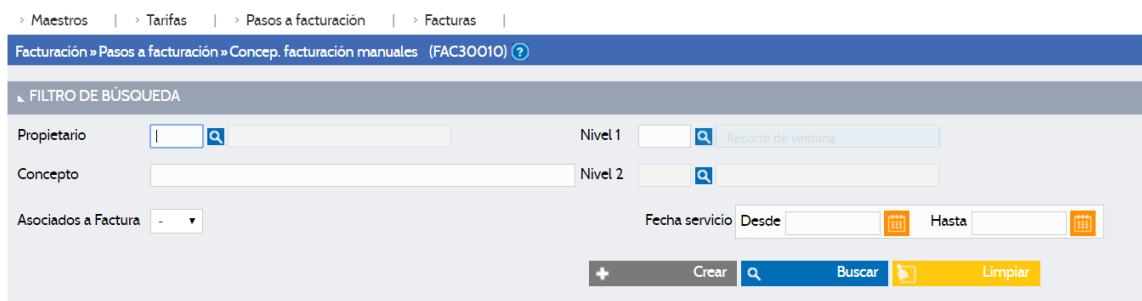 Maestros | Tarifas | Pasos a facturación | Facturas |
Facturación » Pasos a facturación » Concep. facturación manuales (FAC30010) ?
FILTRO DE BÚSQUEDA
Propietario Nivel 1 Recorte de ventana
Concepto Nivel 2
Asociados a Factura - Fecha servicio Desde Hasta
Crear Buscar Limpiar